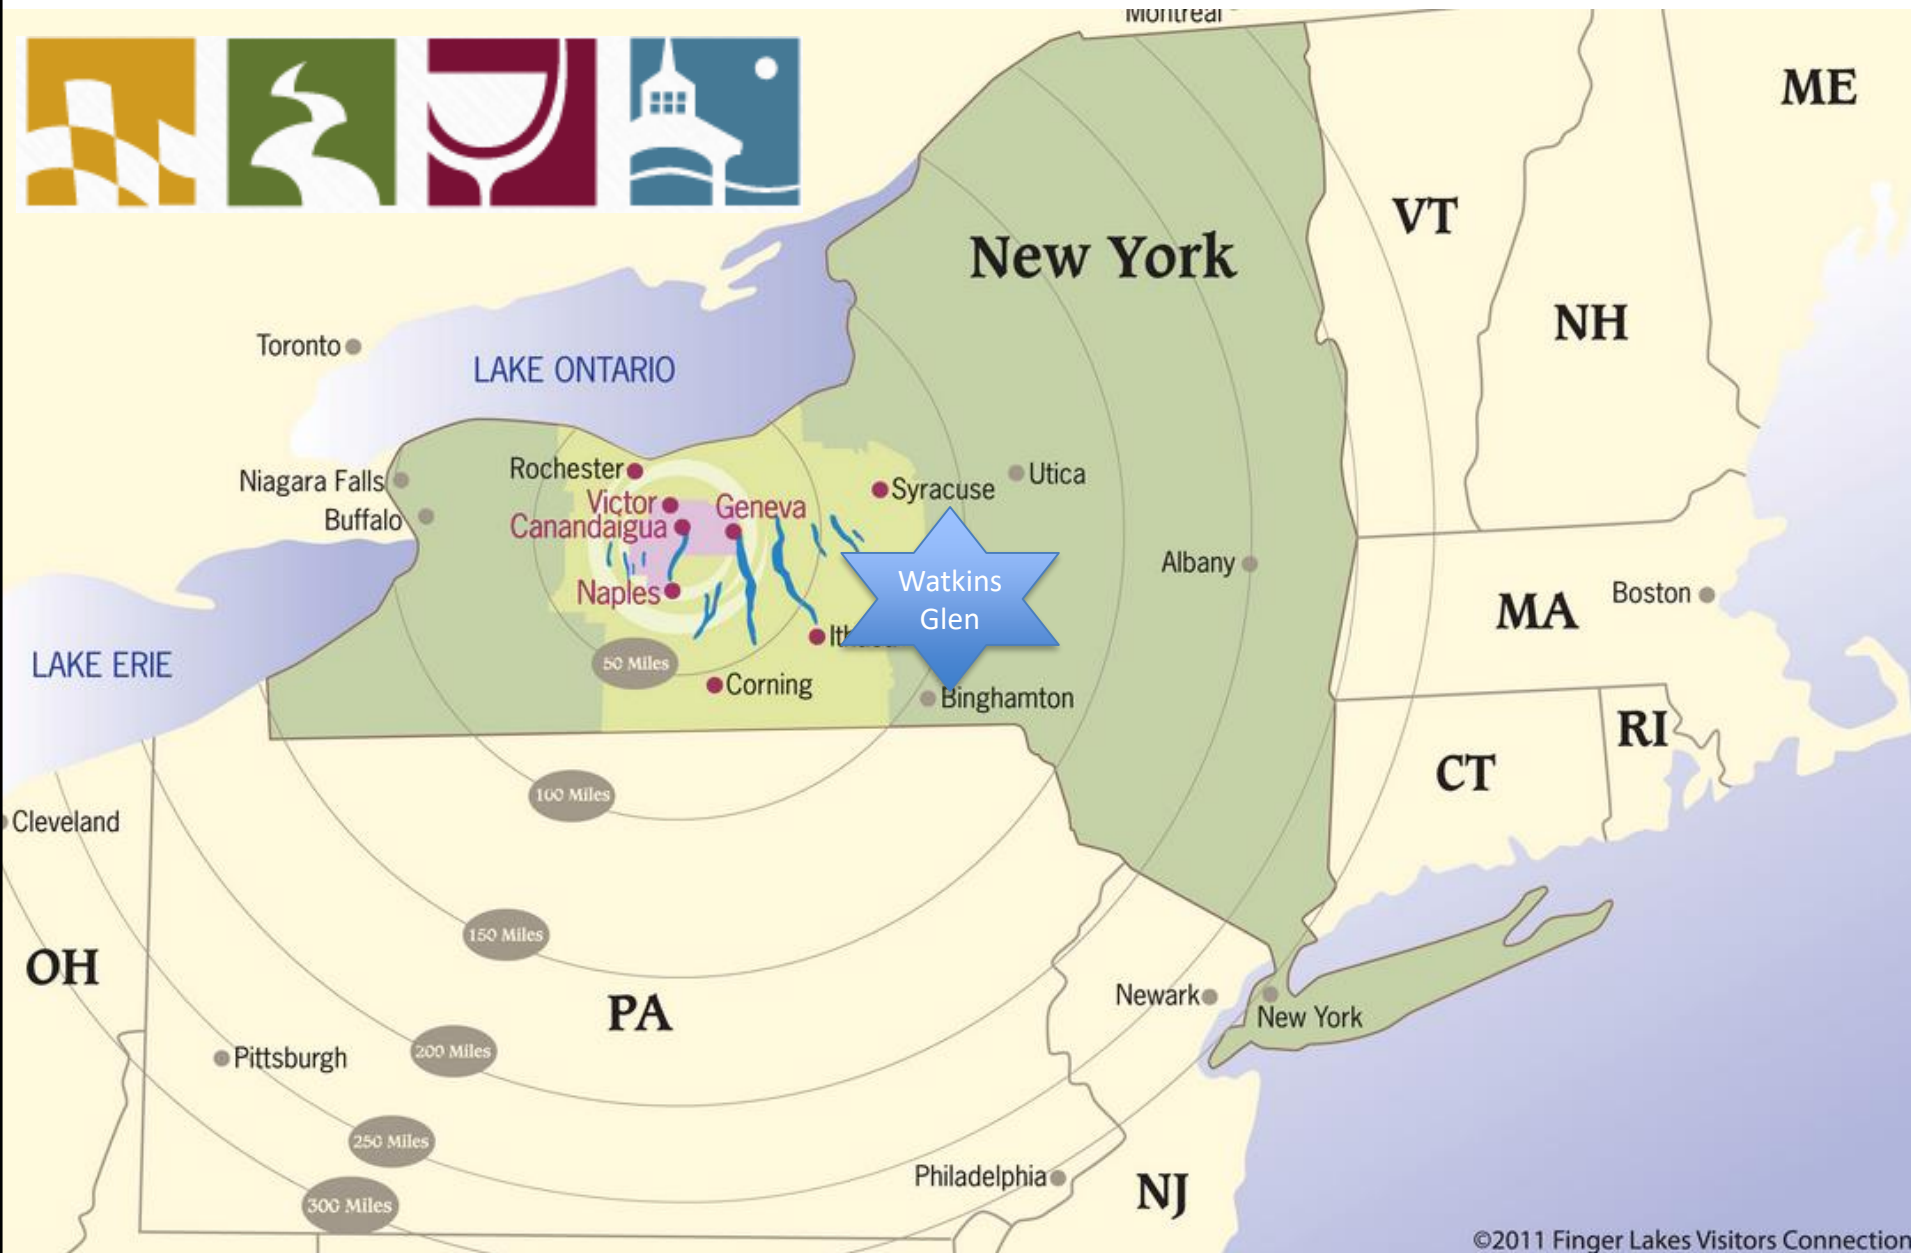 Montreal
ME
VT
New York
NH
Toronto
LAKE ONTARIO
Rochester
Niagara Falls
Syracuse
Utica
Victor
Geneva
Buffalo
Canandaigua
Albany
Watkins
Glen
Naples
MA
Boston
LAKE ERIE
50 Miles
Corning
Binghamton
RI
CT
100 Miles
Cleveland
150 Miles
OH
PA
Newark
New York
200 Miles
Pittsburgh
250 Miles
Philadelphia
NJ
300 Miles
©2011 Finger Lakes Visitors Connection